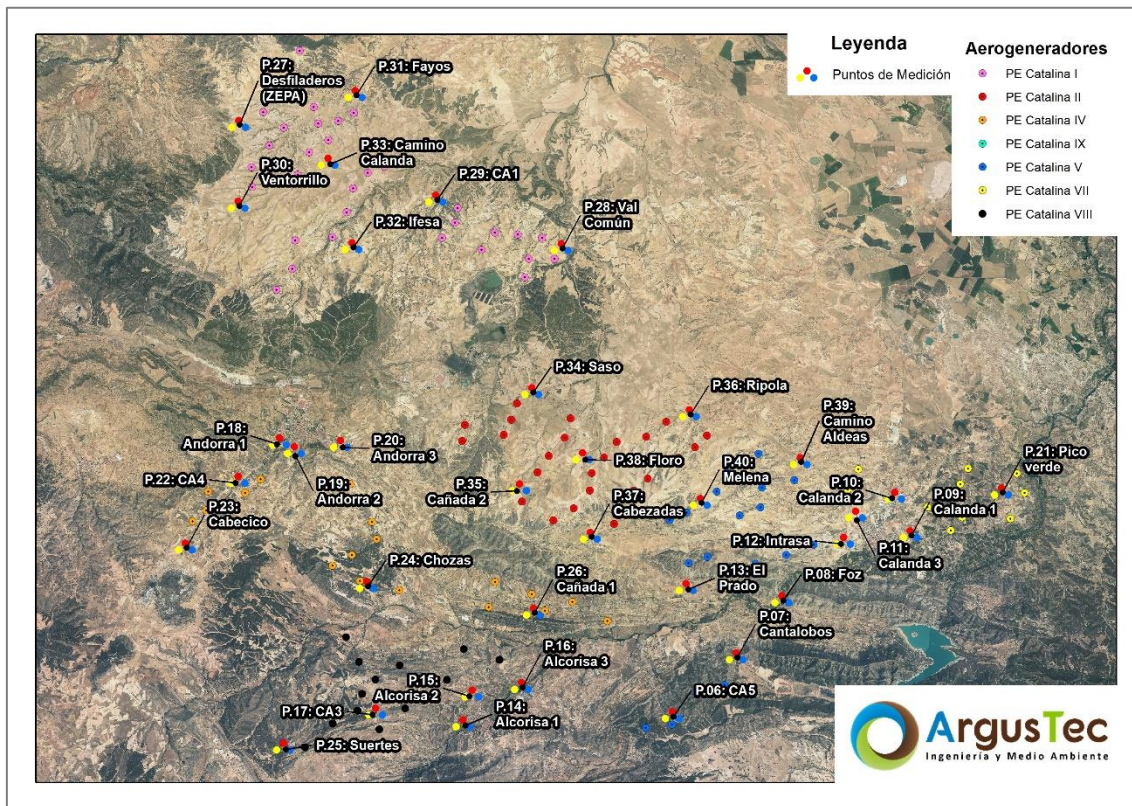 Leyenda
Puntos de Medición
Aerogeneradores
PE Catalina I
PE Catalina II
PE Catalina IV
PE Catalina IX
PE Catalina V
PE Catalina VII
PE Catalina VIII
P.27:
Desfiladeros
(ZEPA)
P.31: Fayos
P.33: Camino
Calanda
P.30:
Ventorrillo
P.29: CA1
P.28: Val
Común
P.32: Ifesa
P.34: Saso
P.36: Ripola
P.39:
Camino
Aldeas
P.18:
Andorra 1
P.20:
Andorra 3
P.38: Floro
P.40:
Melena
P.21: Pico
verde
P.22: CA4
P.19:
Andorra 2
P.35:
Cañada 2
P.10:
Calanda 2
P.09:
Calanda 1
P.23:
Cabecico
P.37:
Cabezadas
P.12: Intrasa
P.11:
Calanda 3
P.24: Chozas
P.13: El
Prado
P.08: Foz
P.26:
Cañada 1
P.07:
Cantalobos
P.16:
Alcorisa 3
P.15:
Alcorisa 2
P.17: CA3
P.14:
Alcorisa 1
P.06: CA5
P.25: Suertes
ArgusTec
Ingeniería y Medio Ambiente